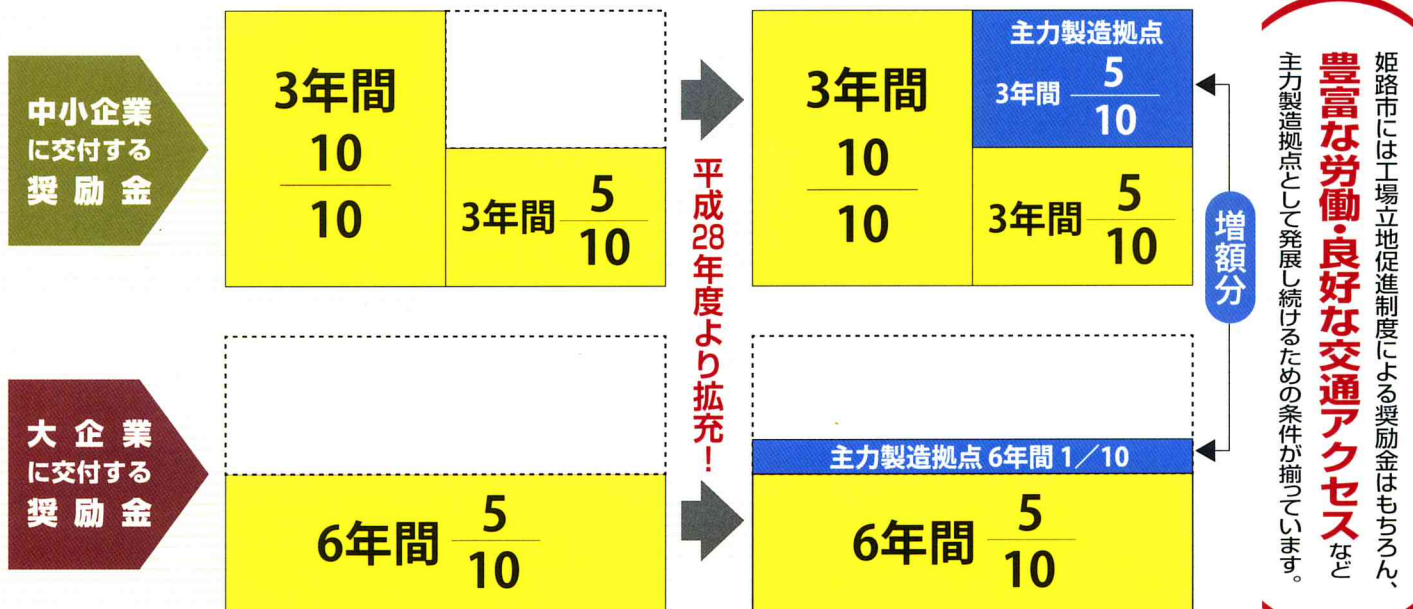 中小企業
に交付する
奨励金
3年間
10
10
3年間
5
10
平成28年度より拡充！
3年間
10
10
主力製造拠点
3年間
5
10
3年間
5
10
増額分
大企業
に交付する
奨励金
6年間
5
10
主力製造拠点 6年間 1／10
6年間
5
10
姫路市には工場立地促進制度による奨励金はもちろん、
豊富な労働・良好な交通アクセスなど
主力製造拠点として発展し続けるための条件が揃っています。